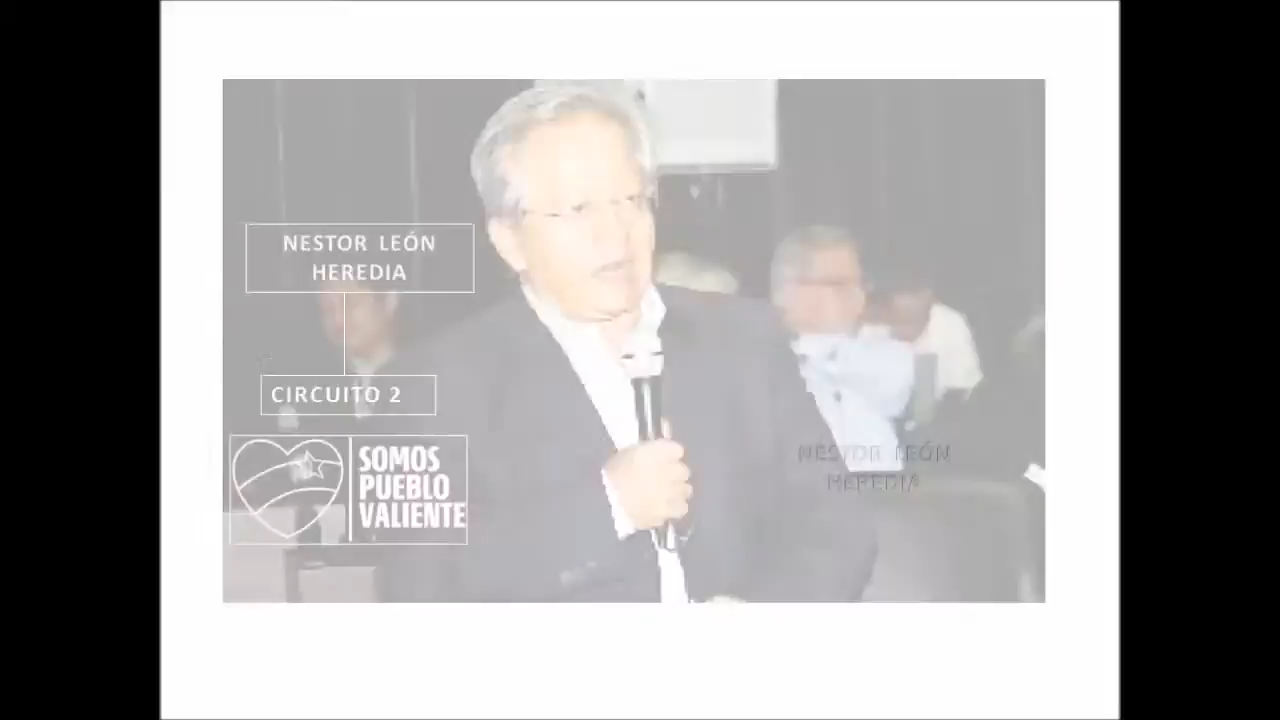 NESTOR LEÓN
HEREDIA
CIRCUITO 2
SOMOS
PUEBLO
VALIENTE
NESTOR LEÓN
HEREDIA